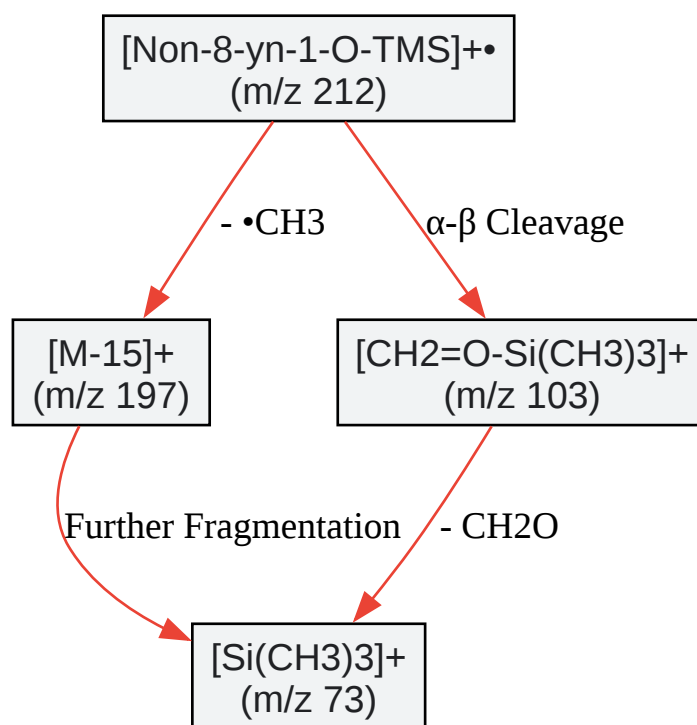 [Non-8-yn-1-O-TMS]+•
(m/z 212)
- •CH3
α-β Cleavage
[M-15]+
(m/z 197)
[CH2=O-Si(CH3)3]+
(m/z 103)
Further Fragmentation
- CH2O
[Si(CH3)3]+
(m/z 73)